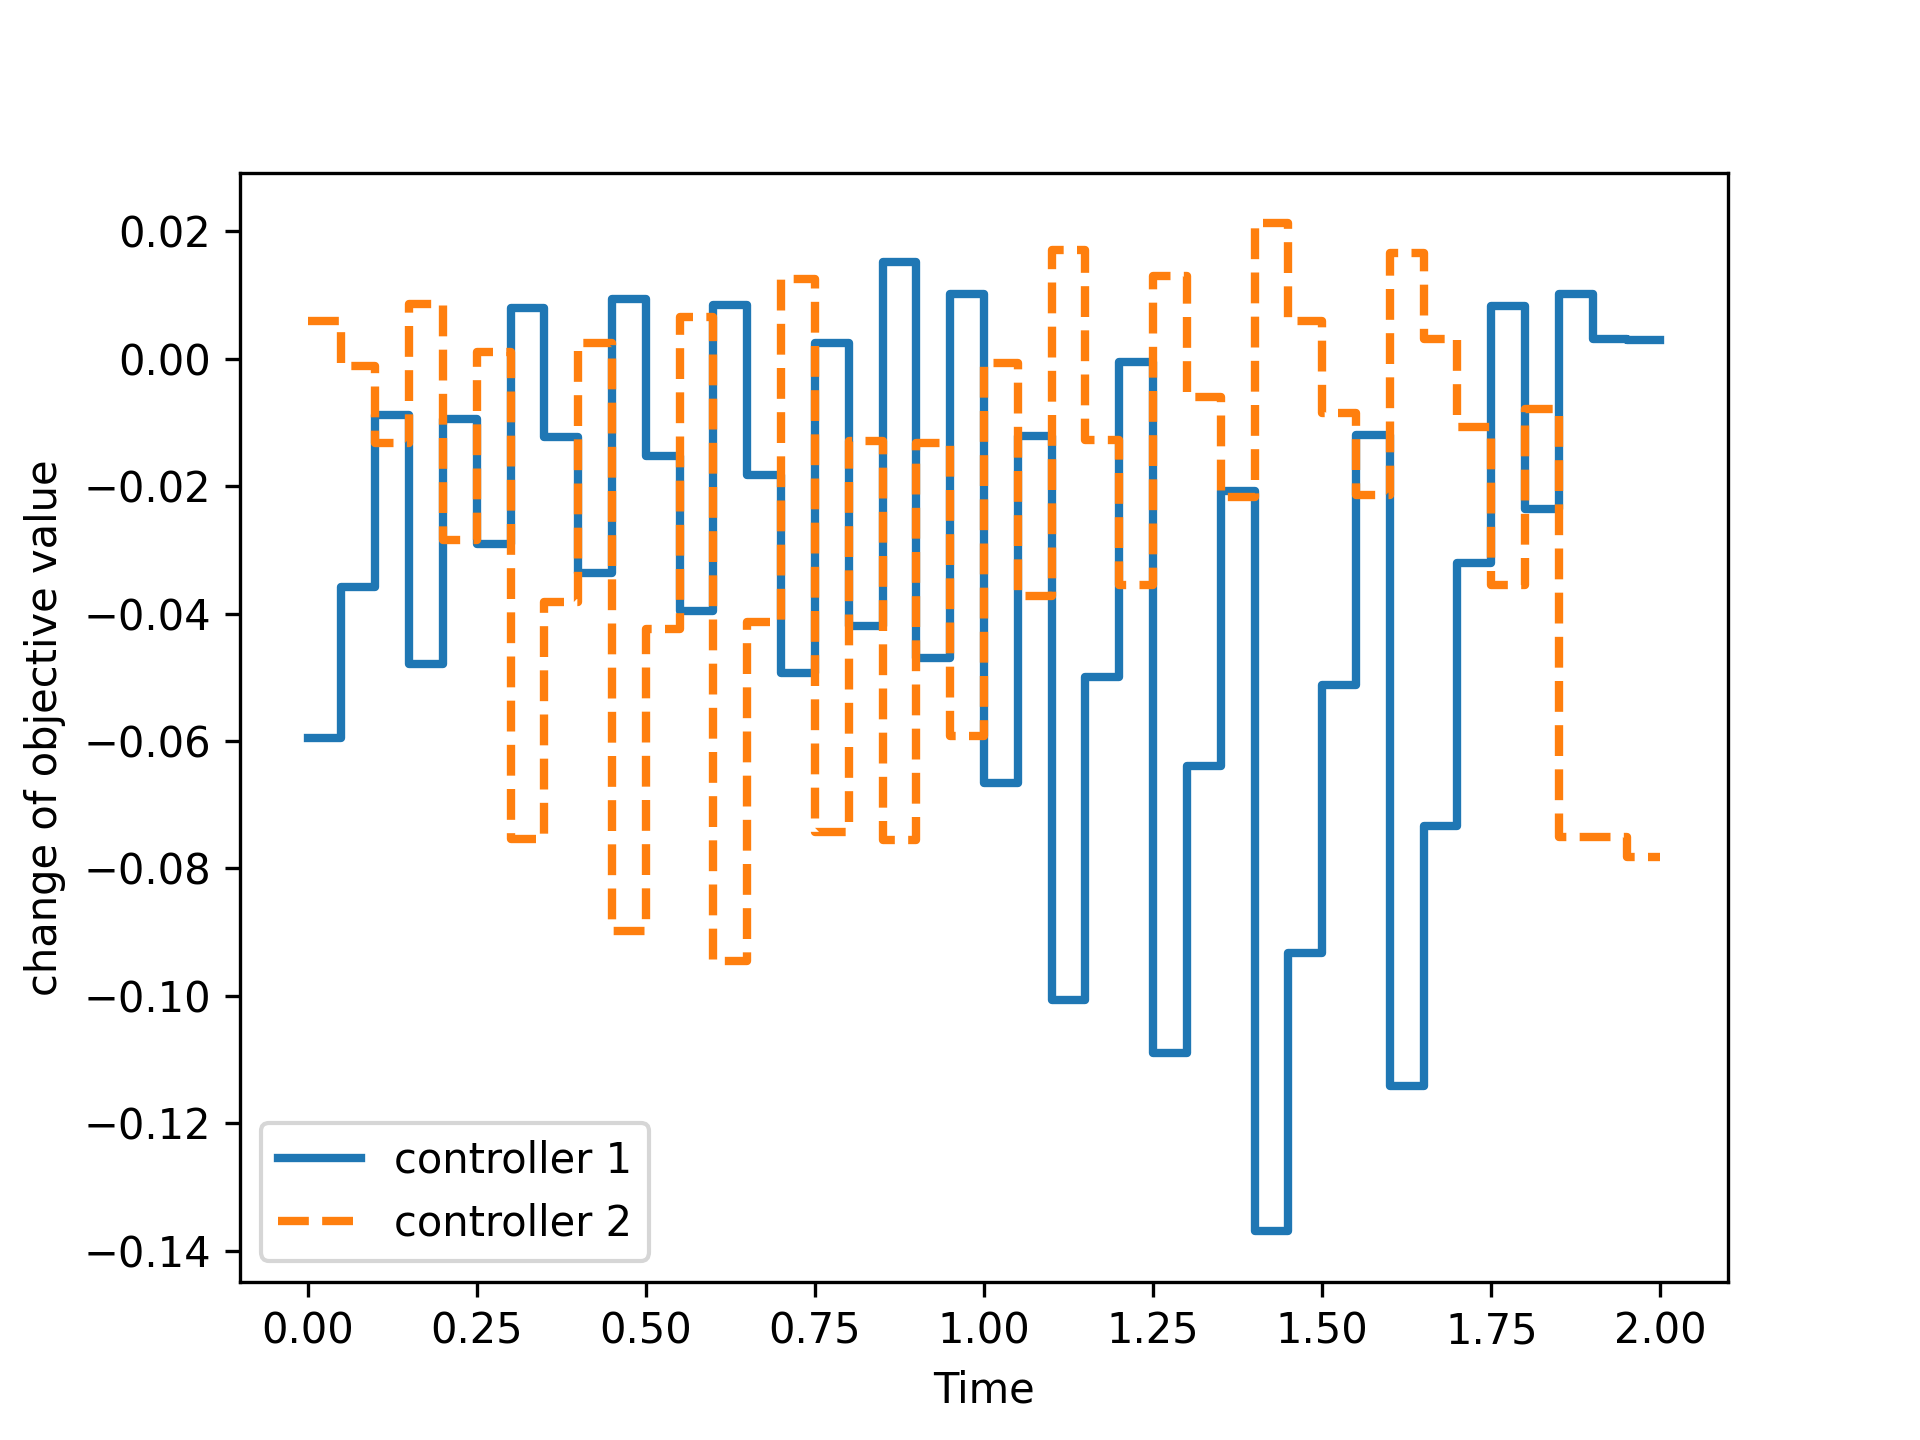 0.02
0.00
−0.02
−0.04
−0.06
−0.08
−0.10
−0.12
−0.14
change of objective value
controller 1
controller 2
0.00 0.25 0.50 0.75 1.00 1.25 1.50 1.75 2.00
Time